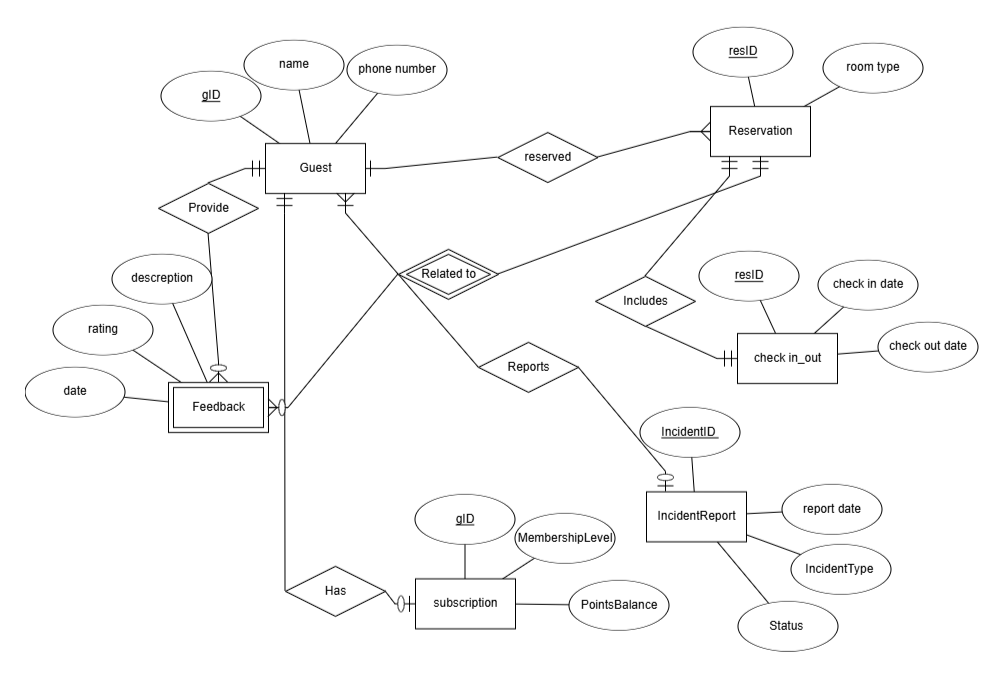 resID
name
room type
phone number
gID
Reservation
reserved
Guest
Provide
Related to
resID
descreption
check in date
Includes
rating
check out date
check in_out
Reports
date
Feedback
IncidentID
report date
IncidentReport
gID
MembershipLevel
IncidentType
Has
subscription
PointsBalance
Status